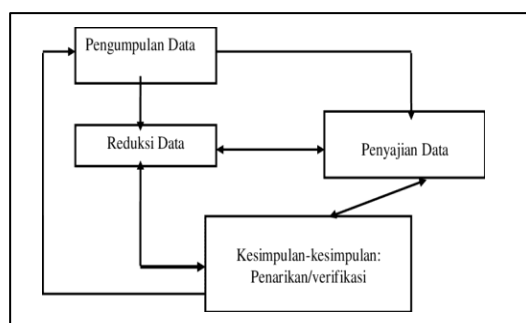 Pengumpulan Data
Reduksi Data
Penyajian Data
Kesimpulan-kesimpulan:
Penarikan/verifikasi